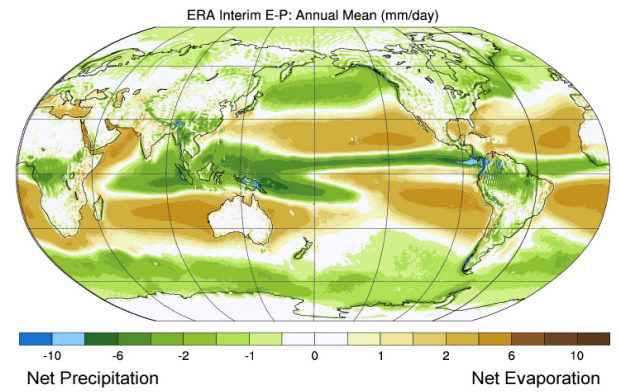 ERA Interim E-P: Annual Mean (mm/day)
-10 -6 -2 -1 0 1 2 6 10
Net Precipitation Net Evaporation